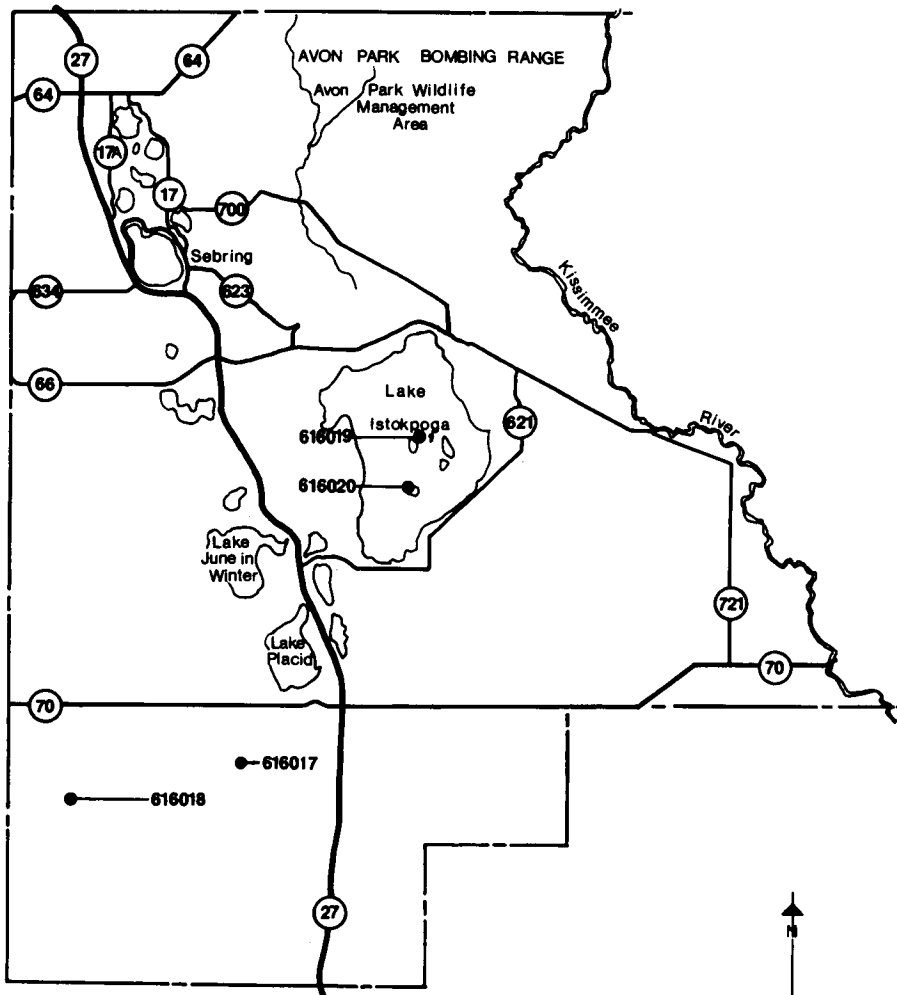 27
64
AVON PARK BOMBING RANGE
64
Avon Park Wildlife
Management
Area
17A
17
700
Sebring
Kissimmee
634
623
66
Lake
Istokpoga
621
River
616019
616020
Lake
June in
Winter
721
Lake
Placid
70
70
616017
616018
27
N